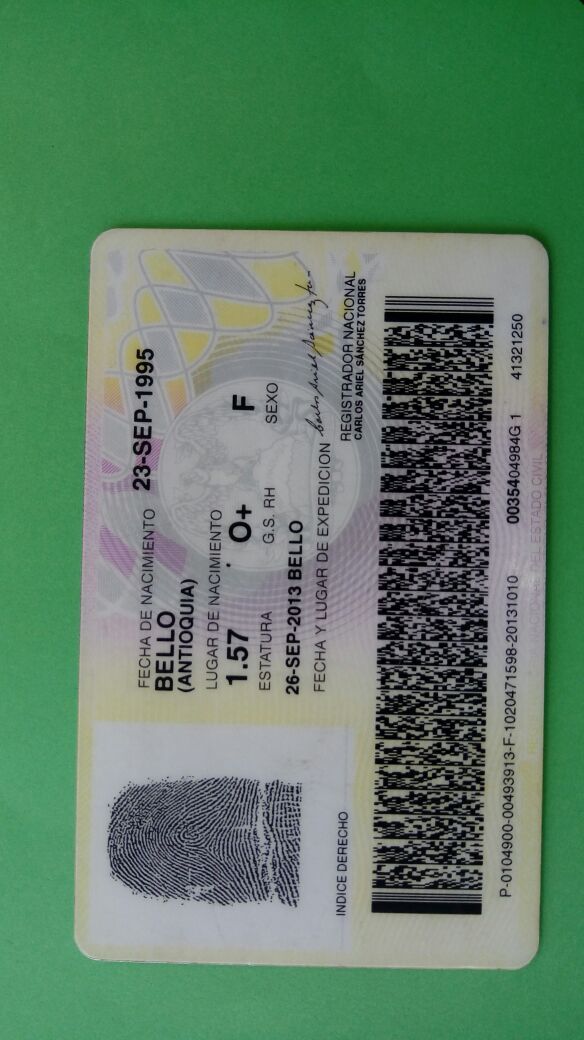 FECHA DE NACIMIENTO 23-SEP-1995
BELLO
(ANTIOQUIA)
LUGAR DE NACIMIENTO
1.57 O+ F
ESTATURA G.S. RH SEXO
26-SEP-2013 BELLO
FECHA Y LUGAR DE EXPEDICION
REGISTRADOR NACIONAL
CARLOS ARIEL SÁNCHEZ TORRES
INDICE DERECHO
P-0104900-00493913-F-1020471598-20131010 0035404984G 1 41321250
DEL ESTADO CIVIL